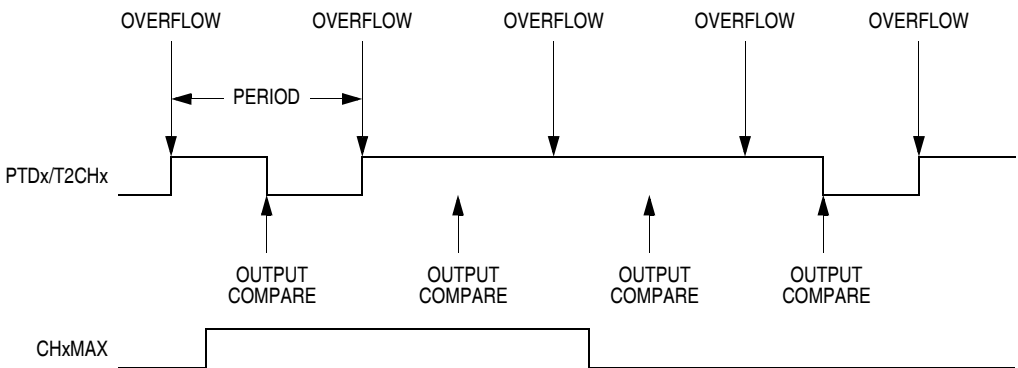 OVERFLOW OVERFLOW OVERFLOW OVERFLOW OVERFLOW
PERIOD
PTDx/T2CHx
OUTPUT COMPARE
OUTPUT COMPARE
OUTPUT COMPARE
OUTPUT COMPARE
CHxMAX